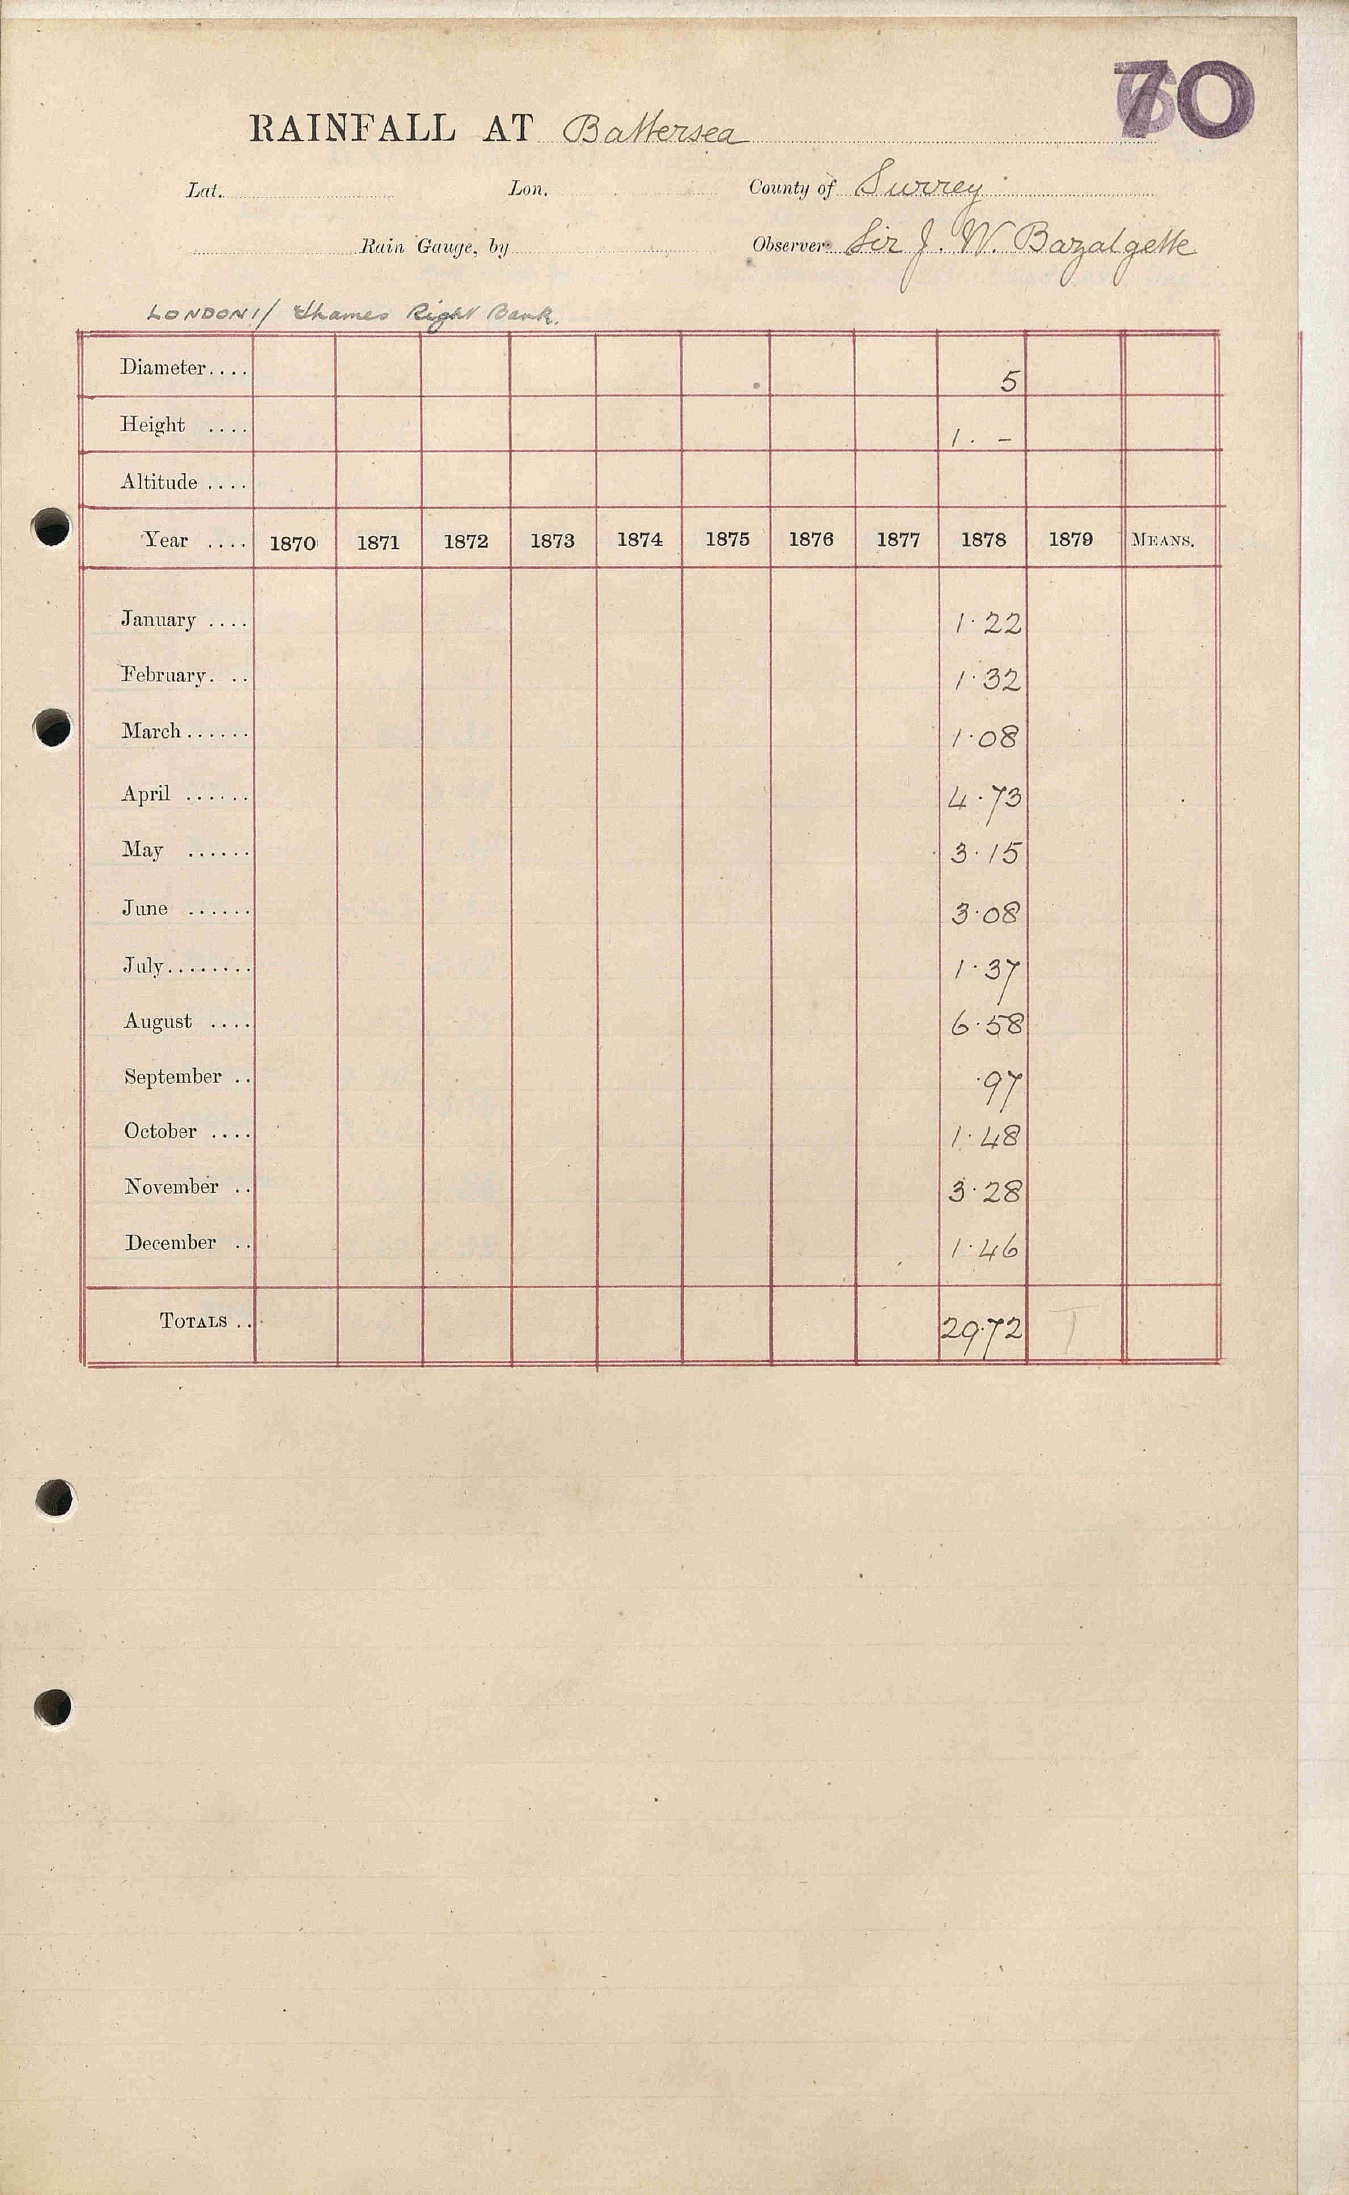 70
RAINFALL AT Battersea
Lat. Lon. County of Surrey
Rain Gauge, by Observer Sir J. W. Bazalgette
LONDON 1/ Thames Right Bank.
Diameter.... 5
Height .... 1. –
Altitude ....
Year .... 1870 1871 1872 1873 1874 1875 1876 1877 1878 1879 MEANS.
January .... 1·22
February. .. 1·32
March...... 1·08
April ...... 4·73
May ...... 3·15
June ...... 3·08
July........ 1·37
August .... 6·58
September .. ·97
October .... 1·48
November .. 3·28
December .. 1·46
TOTALS .. 29·72 T